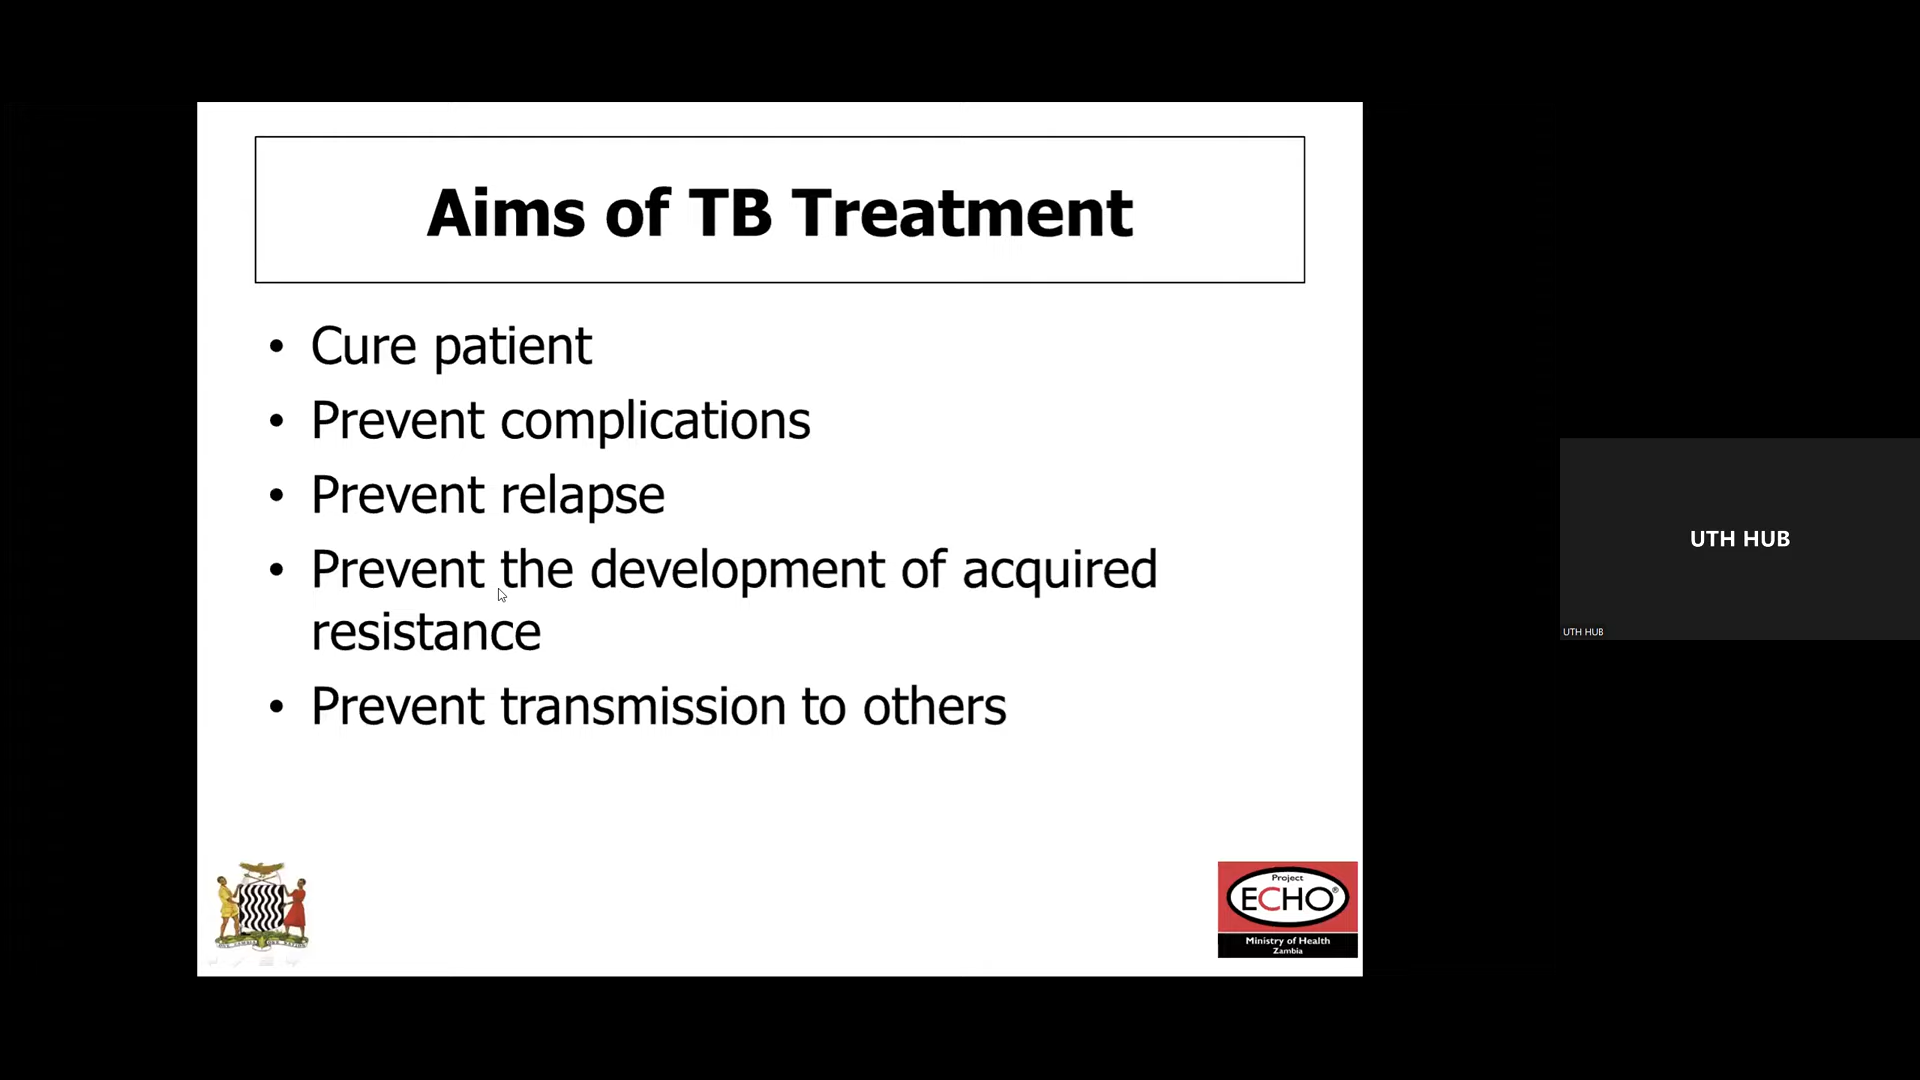 Aims of TB Treatment
• Cure patient
• Prevent complications
• Prevent relapse
• Prevent the development of acquired
resistance
• Prevent transmission to others
Project
ECHO®
Ministry of Health
Zambia
UTH HUB
UTH HUB